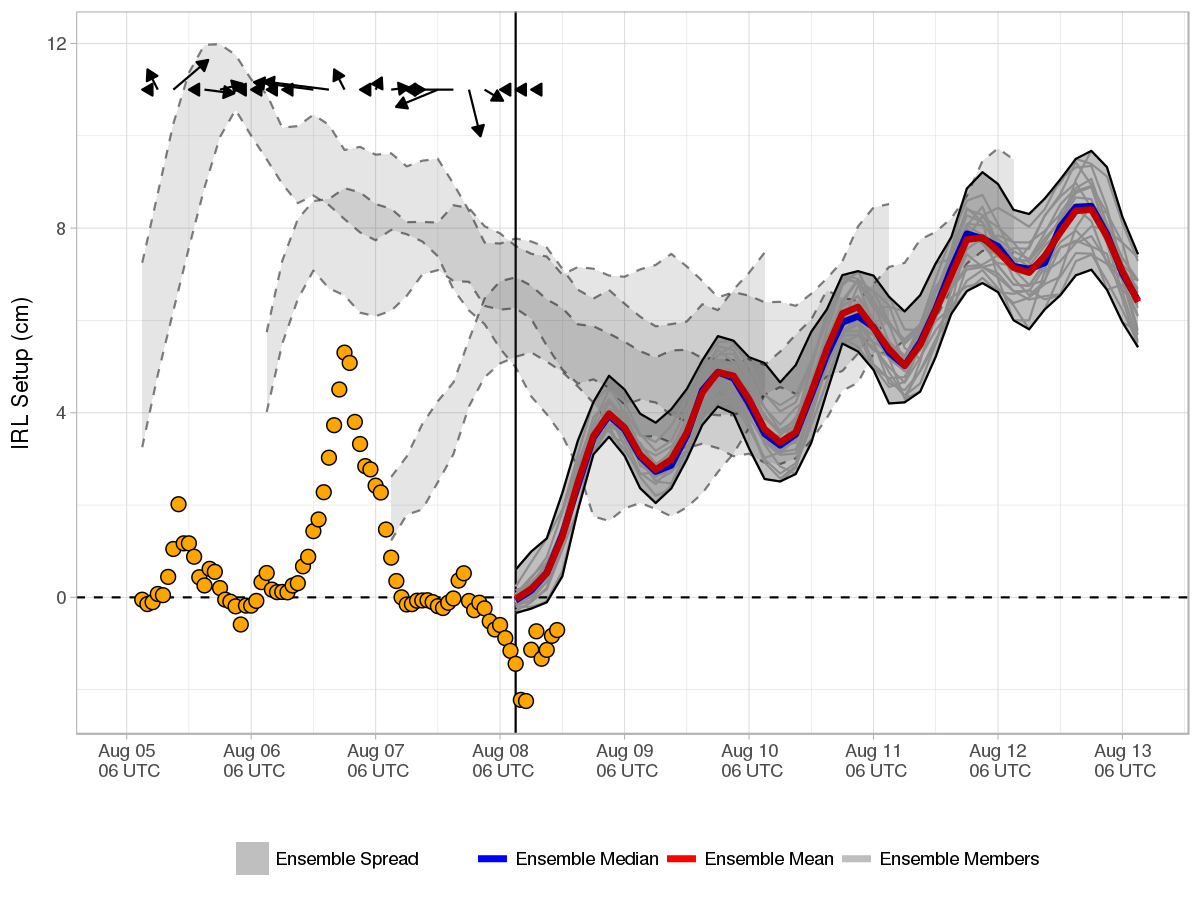 12
8
4
0
IRL Setup (cm)
Aug 05 Aug 06 Aug 07 Aug 08 Aug 09 Aug 10 Aug 11 Aug 12 Aug 13
06 UTC 06 UTC 06 UTC 06 UTC 06 UTC 06 UTC 06 UTC 06 UTC 06 UTC
Ensemble Spread Ensemble Median Ensemble Mean Ensemble Members